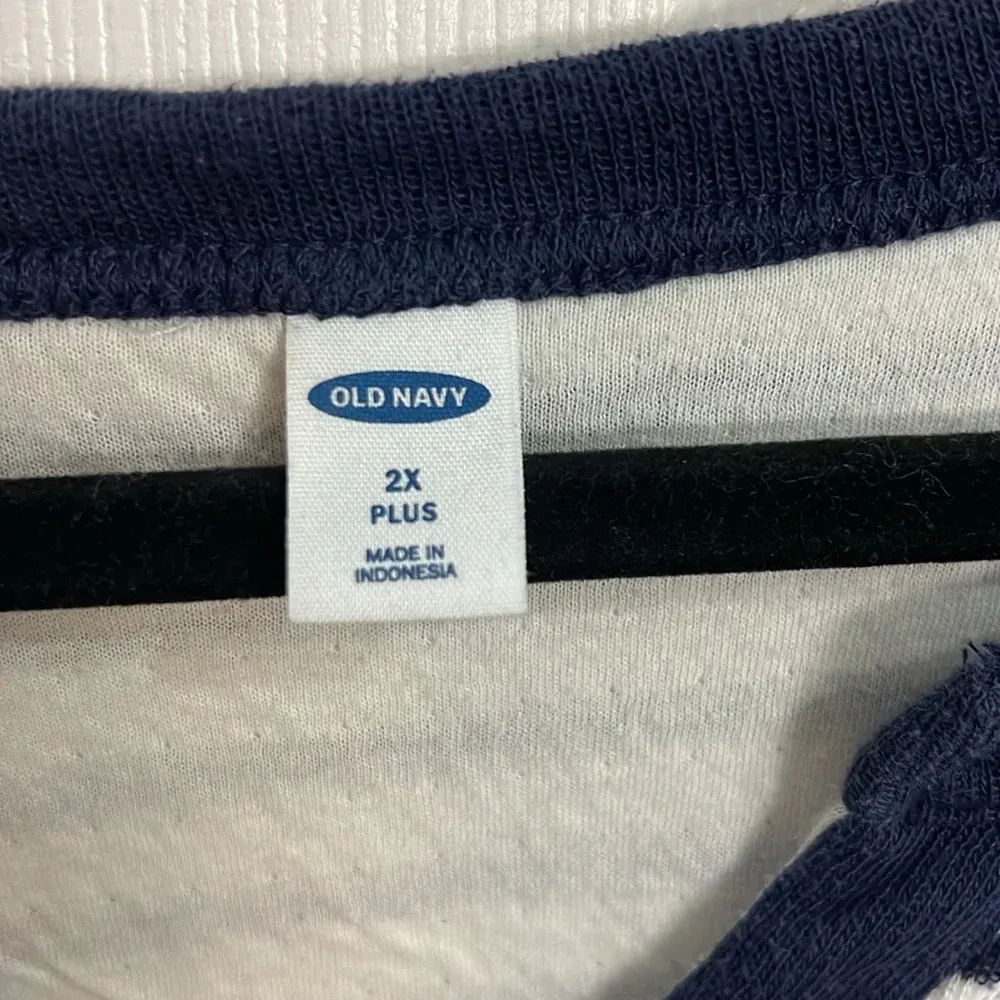 OLD NAVY
2X
PLUS
MADE IN
INDONESIA